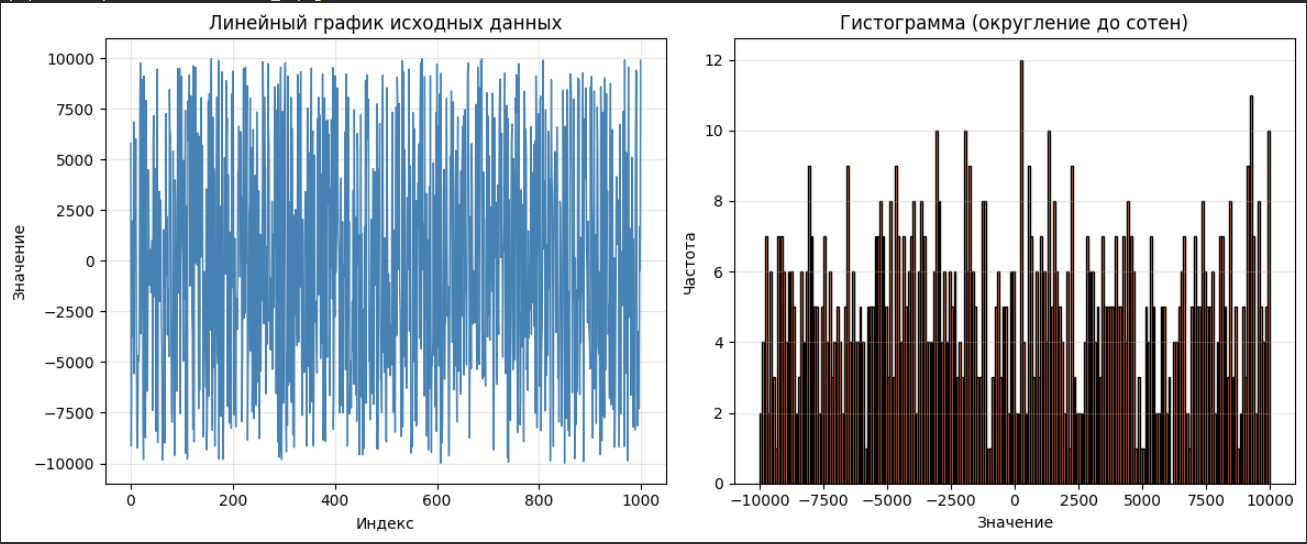 Линейный график исходных данных
Значение
10000
7500
5000
2500
0
−2500
−5000
−7500
−10000
0 200 400 600 800 1000
Индекс
Гистограмма (округление до сотен)
Частота
12
10
8
6
4
2
0
−10000 −7500 −5000 −2500 0 2500 5000 7500 10000
Значение